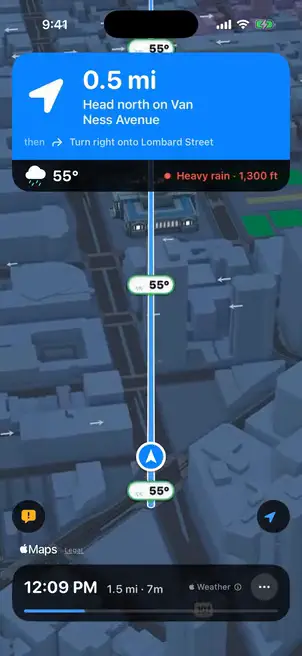 9:41
55°
0.5 mi
Head north on Van
Ness Avenue
then Turn right onto Lombard Street
55° Heavy rain · 1,300 ft
55°
55°
Maps Legal
12:09 PM 1.5 mi · 7m Weather
101